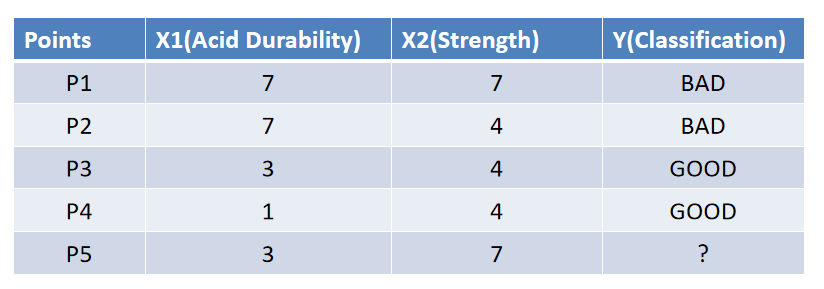 Points X1(Acid Durability) X2(Strength) Y(Classification)
P1 7 7 BAD
P2 7 4 BAD
P3 3 4 GOOD
P4 1 4 GOOD
P5 3 7 ?